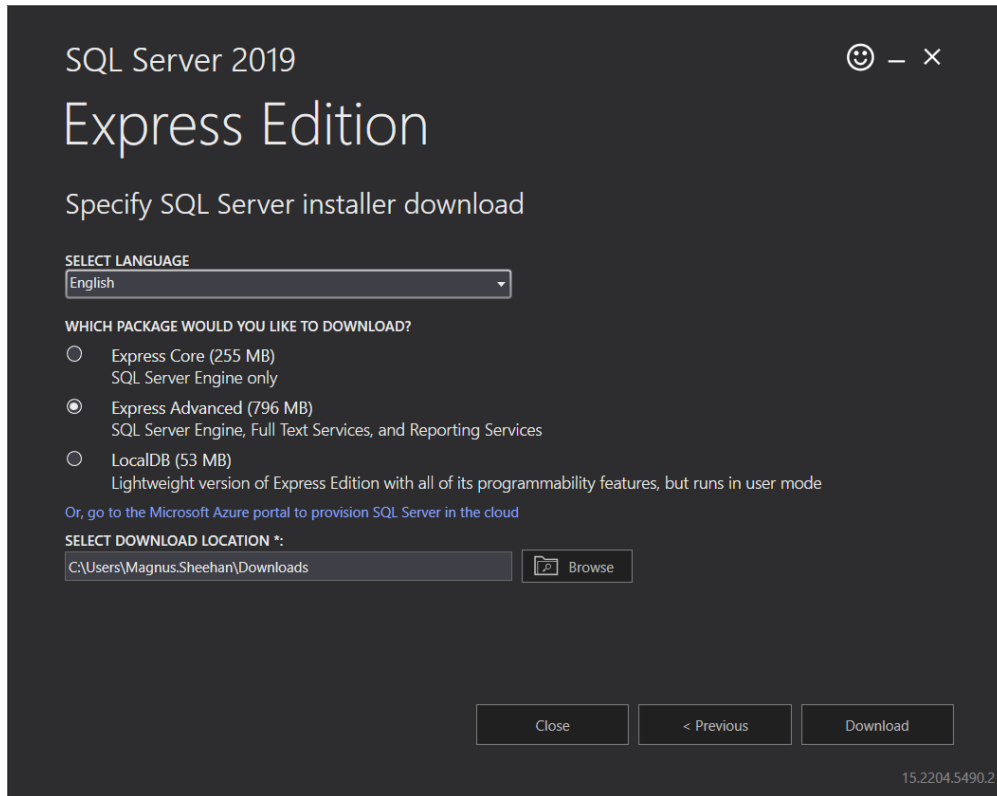 SQL Server 2019
Express Edition
Specify SQL Server installer download
SELECT LANGUAGE
English
WHICH PACKAGE WOULD YOU LIKE TO DOWNLOAD?
Express Core (255 MB)
SQL Server Engine only
Express Advanced (796 MB)
SQL Server Engine, Full Text Services, and Reporting Services
LocalDB (53 MB)
Lightweight version of Express Edition with all of its programmability features, but runs in user mode
Or, go to the Microsoft Azure portal to provision SQL Server in the cloud
SELECT DOWNLOAD LOCATION *:
C:\Users\Magnus.Sheehan\Downloads
Browse
Close
< Previous
Download
15.2204.5490.2